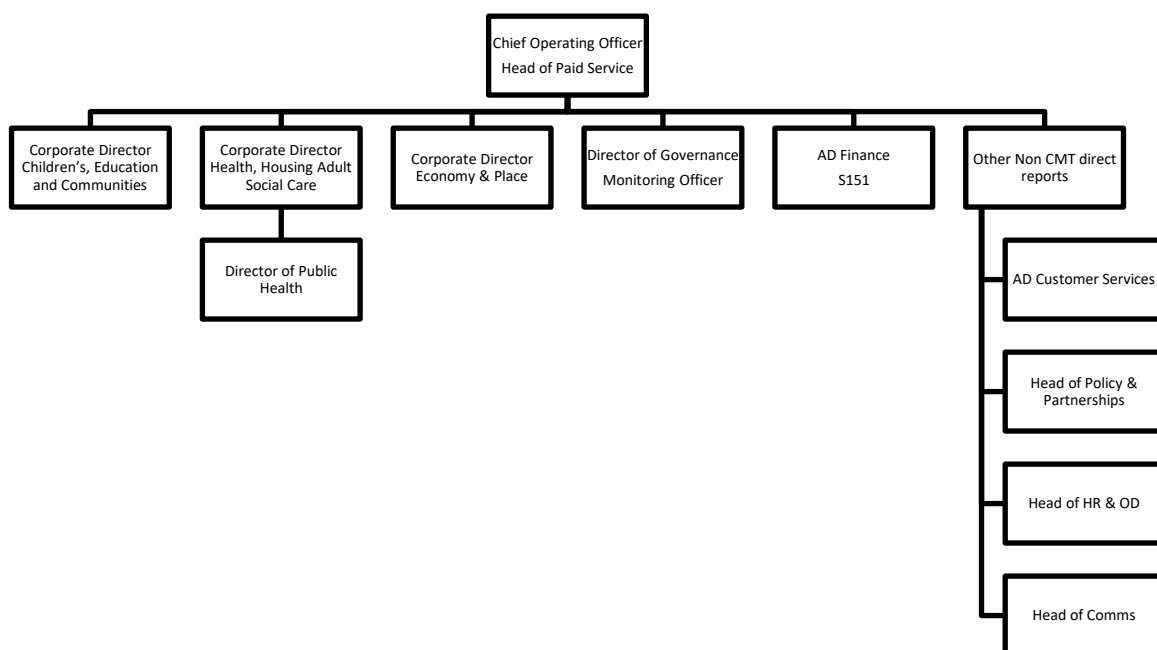 Chief Operating Officer
Head of Paid Service
Corporate Director
Children’s, Education
and Communities
Corporate Director
Health, Housing Adult
Social Care
Corporate Director
Economy & Place
Director of Governance
Monitoring Officer
AD Finance
S151
Other Non CMT direct
reports
Director of Public
Health
AD Customer Services
Head of Policy &
Partnerships
Head of HR & OD
Head of Comms